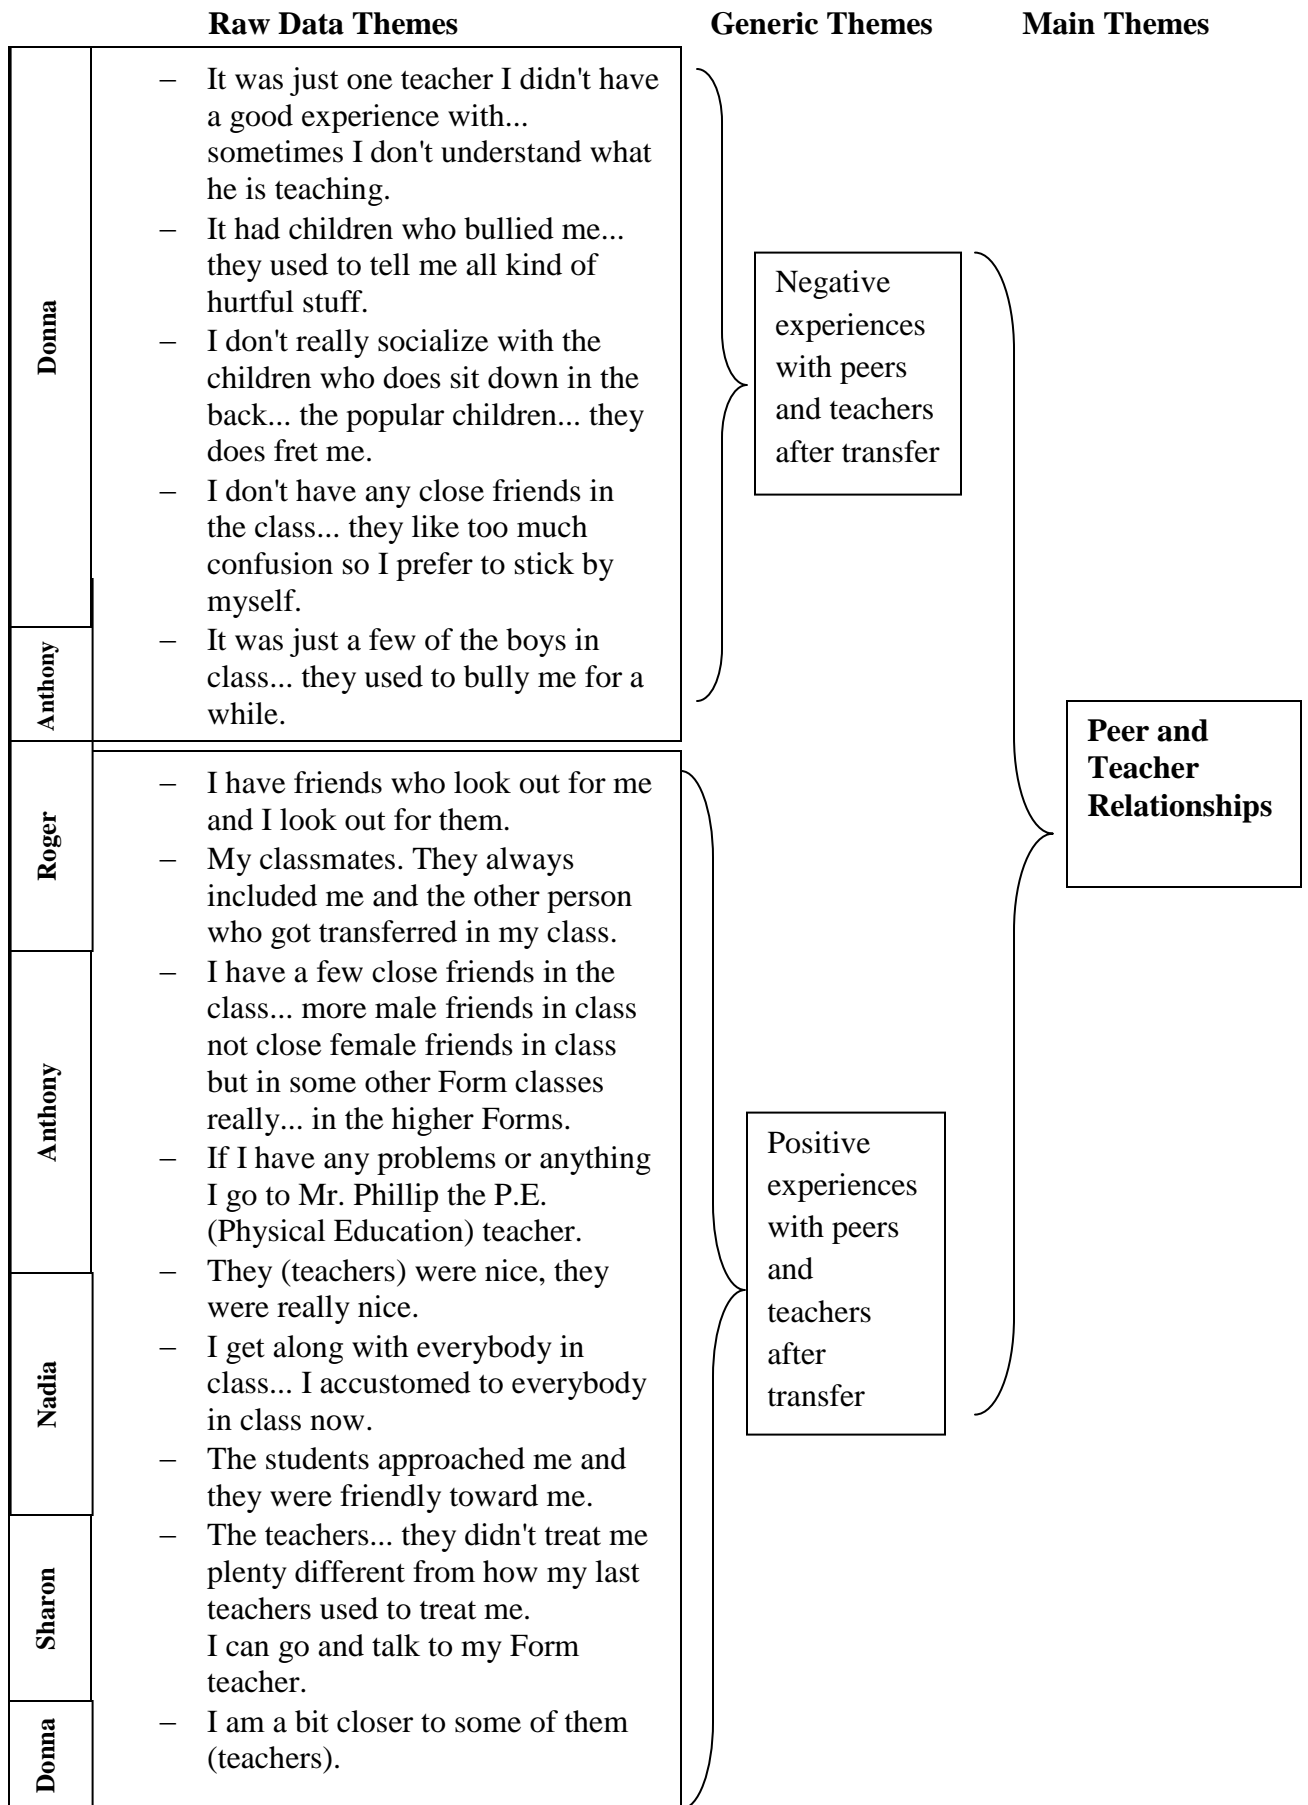 Raw Data Themes
Generic Themes
Main Themes
Donna
– It was just one teacher I didn't have
a good experience with...
sometimes I don't understand what
he is teaching.
– It had children who bullied me...
they used to tell me all kind of
hurtful stuff.
– I don't really socialize with the
children who does sit down in the
back... the popular children... they
does fret me.
– I don't have any close friends in
the class... they like too much
confusion so I prefer to stick by
myself.
Anthony
– It was just a few of the boys in
class... they used to bully me for a
while.
Negative
experiences
with peers
and teachers
after transfer
Roger
– I have friends who look out for me
and I look out for them.
– My classmates. They always
included me and the other person
who got transferred in my class.
Anthony
– I have a few close friends in the
class... more male friends in class
not close female friends in class
but in some other Form classes
really... in the higher Forms.
– If I have any problems or anything
I go to Mr. Phillip the P.E.
(Physical Education) teacher.
Nadia
– They (teachers) were nice, they
were really nice.
– I get along with everybody in
class... I accustomed to everybody
in class now.
– The students approached me and
they were friendly toward me.
Sharon
– The teachers... they didn't treat me
plenty different from how my last
teachers used to treat me.
I can go and talk to my Form
teacher.
Donna
– I am a bit closer to some of them
(teachers).
Positive
experiences
with peers
and
teachers
after
transfer
Peer and
Teacher
Relationships